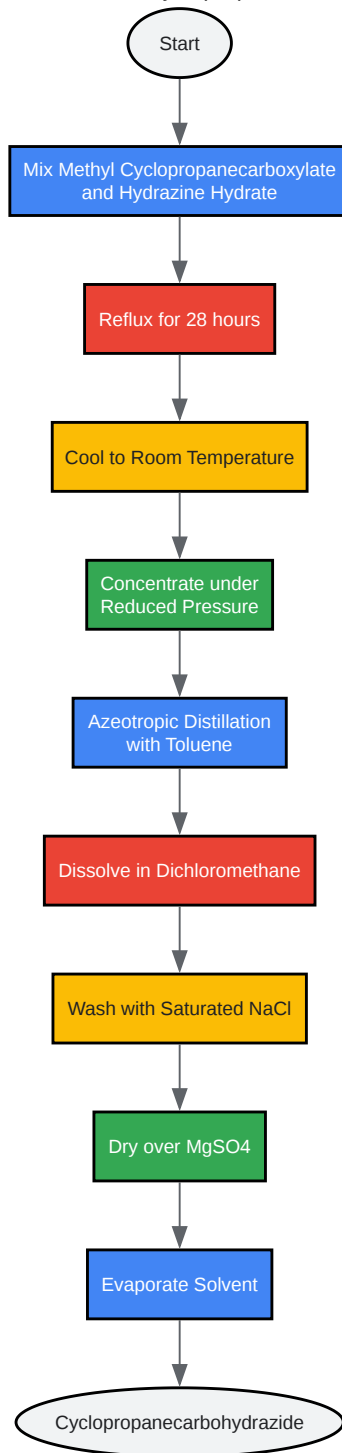 Start
Mix Methyl Cyclopropanecarboxylate
and Hydrazine Hydrate
Reflux for 28 hours
Cool to Room Temperature
Concentrate under
Reduced Pressure
Azeotropic Distillation
with Toluene
Dissolve in Dichloromethane
Wash with Saturated NaCl
Dry over MgSO4
Evaporate Solvent
Cyclopropanecarbohydrazide